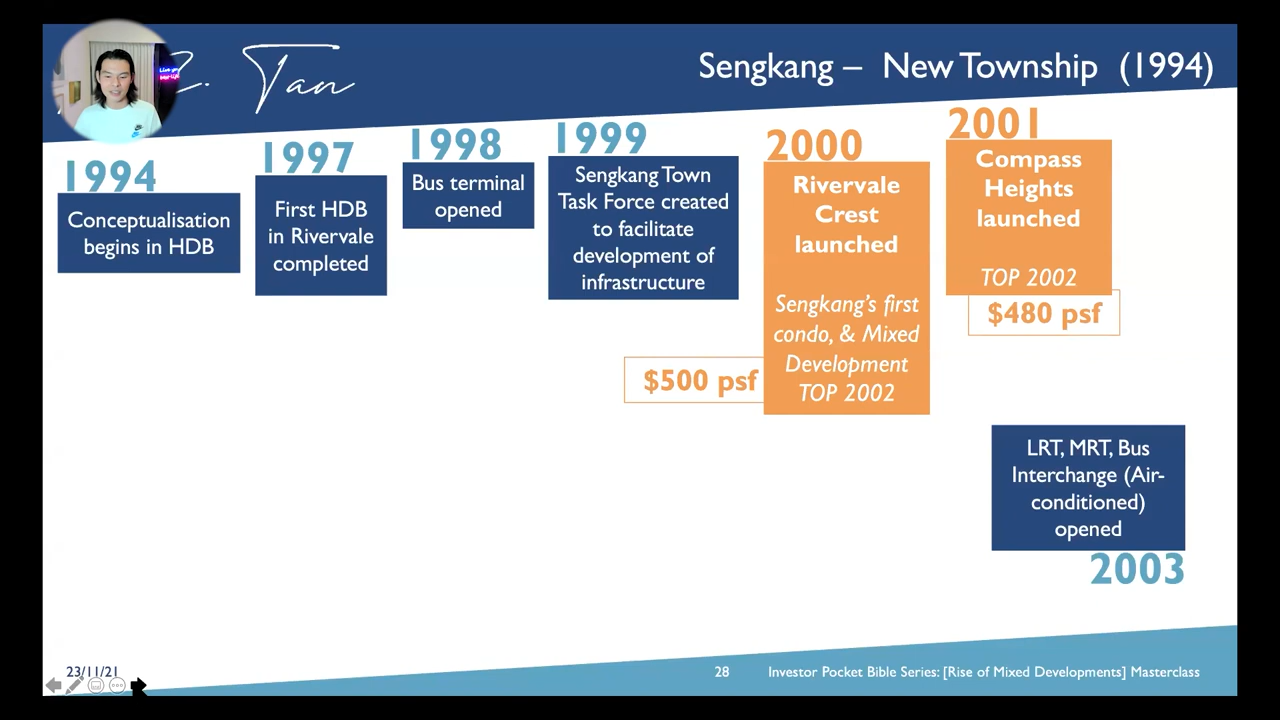 Tan
Sengkang – New Township (1994)
1994
Conceptualisation
begins in HDB
1997
First HDB
in Rivervale
completed
1998
Bus terminal
opened
1999
Sengkang Town
Task Force created
to facilitate
development of
infrastructure
2000
Rivervale
Crest
launched
Sengkang's first
condo, & Mixed
Development
TOP 2002
$500 psf
2001
Compass
Heights
launched
TOP 2002
$480 psf
LRT, MRT, Bus
Interchange (Air-
conditioned)
opened
2003
23/11/21
28
Investor Pocket Bible Series: [Rise of Mixed Developments] Masterclass